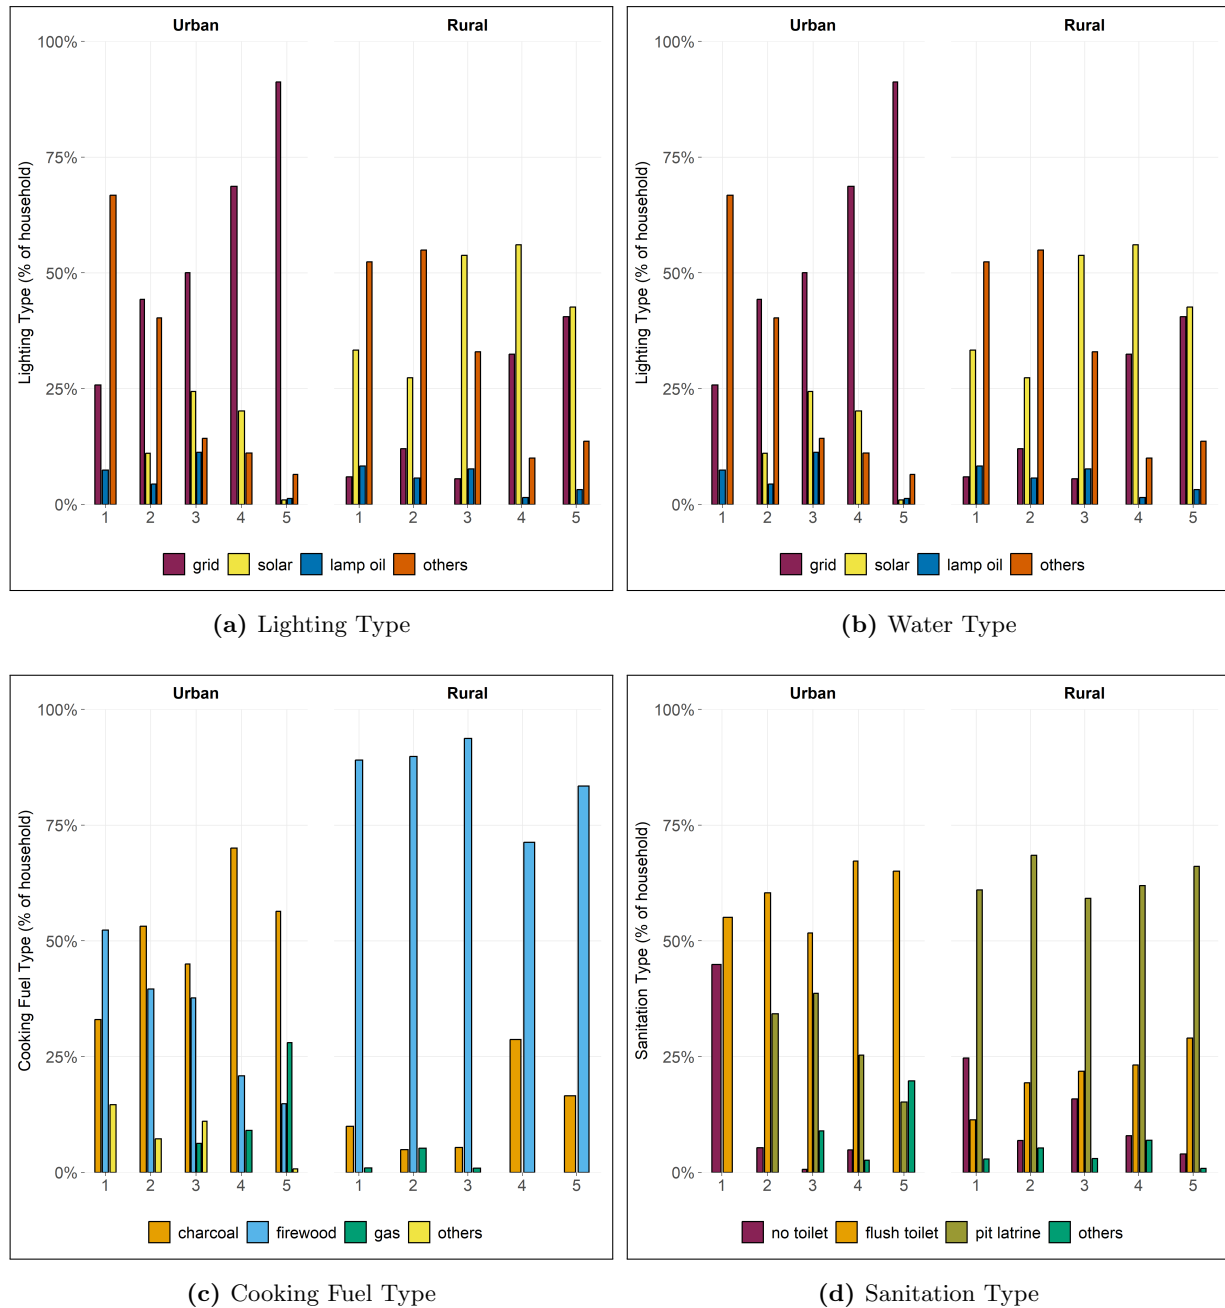 Urban Rural
100%
75%
50%
25%
0%
Lighting Type (% of household)
1 2 3 4 5 1 2 3 4 5
grid solar lamp oil others
(a) Lighting Type
Urban Rural
100%
75%
50%
25%
0%
Lighting Type (% of household)
1 2 3 4 5 1 2 3 4 5
grid solar lamp oil others
(b) Water Type
Urban Rural
100%
75%
50%
25%
0%
Cooking Fuel Type (% of household)
1 2 3 4 5 1 2 3 4 5
charcoal firewood gas others
(c) Cooking Fuel Type
Urban Rural
100%
75%
50%
25%
0%
Sanitation Type (% of household)
1 2 3 4 5 1 2 3 4 5
no toilet flush toilet pit latrine others
(d) Sanitation Type